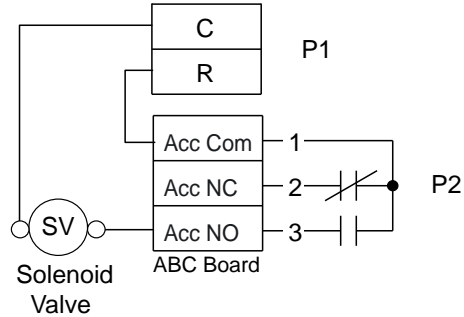 C
P1
R
Acc Com 1
Acc NC 2
P2
SV
Acc NO 3
ABC Board
Solenoid
Valve